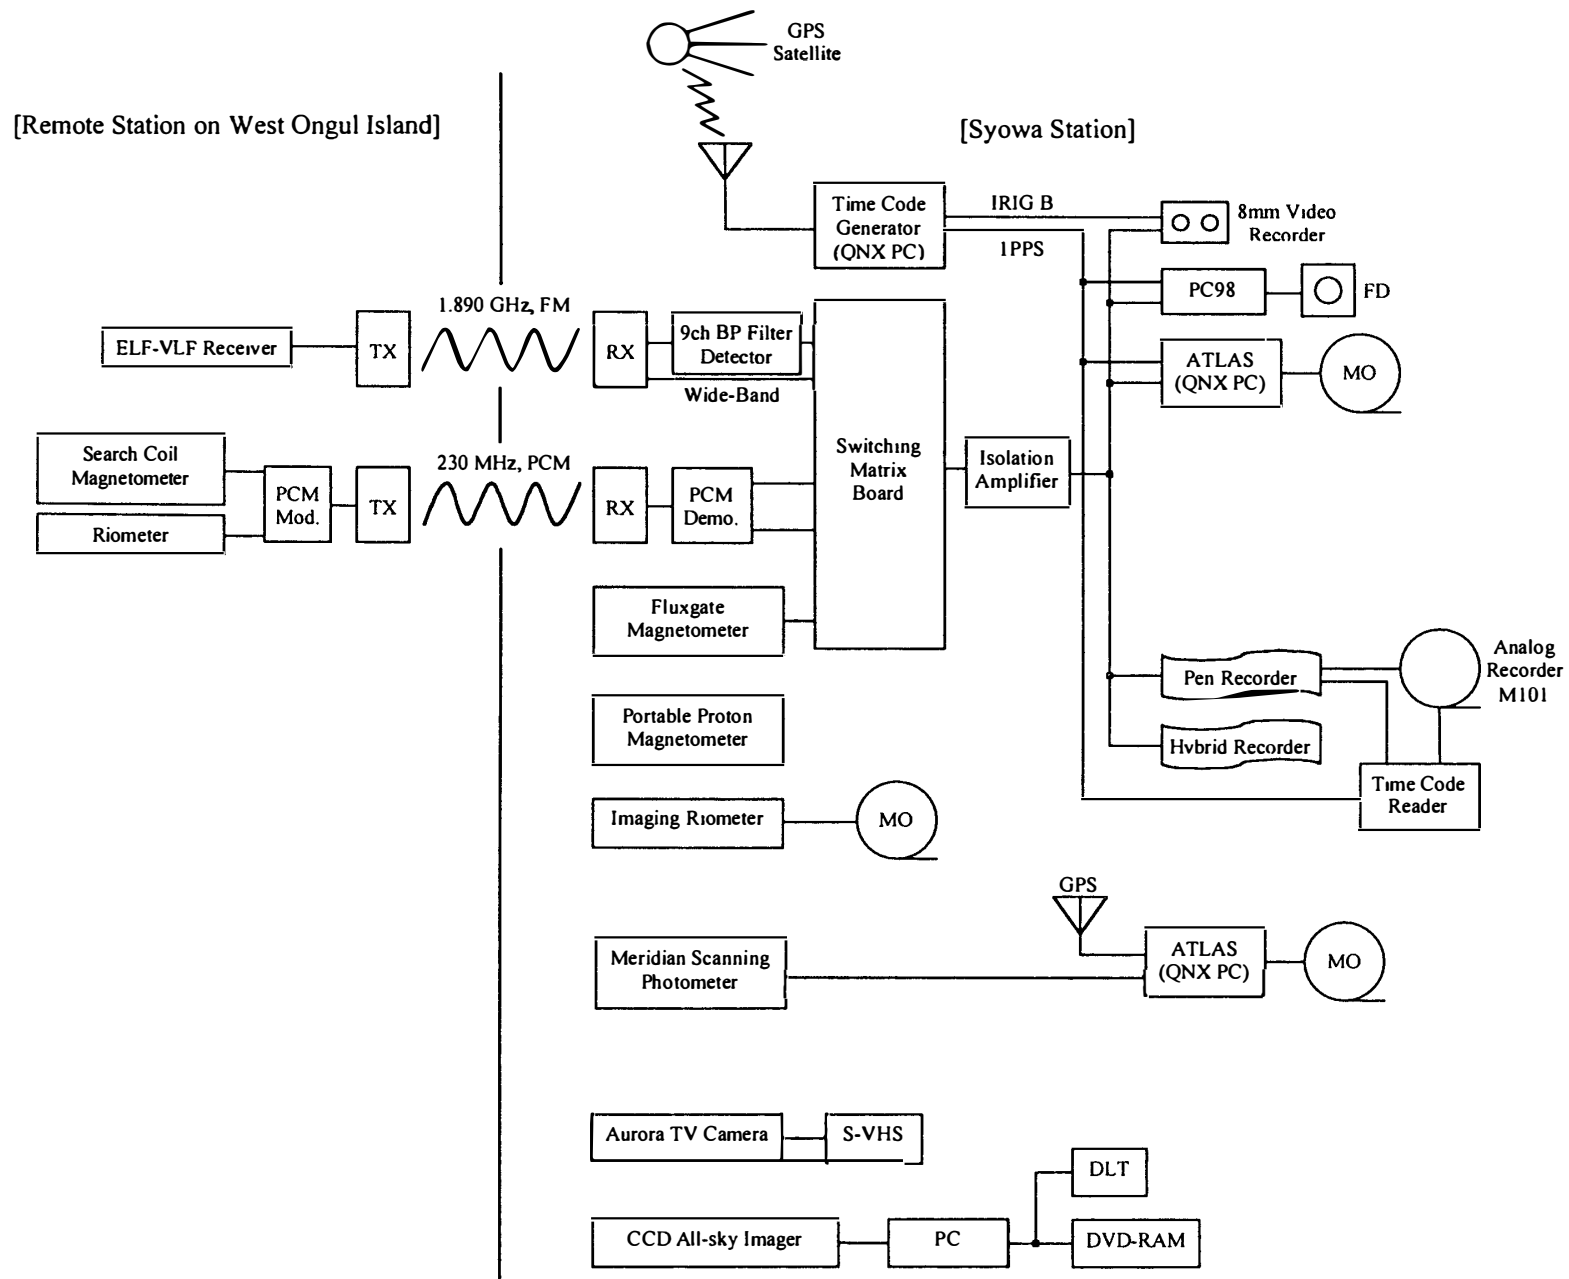 GPS
Satellite
[Remote Station on West Ongul Island]
[Syowa Station]
Time Code
Generator
(QNX PC)
IRIG B
1PPS
8mm Video
Recorder
PC98
FD
1.890 GHz, FM
ELF-VLF Receiver
TX
RX
9ch BP Filter
Detector
Wide-Band
ATLAS
(QNX PC)
MO
Search Coil
Magnetometer
Riometer
PCM
Mod.
TX
230 MHz, PCM
RX
PCM
Demo.
Switching
Matrix
Board
Isolation
Amplifier
Fluxgate
Magnetometer
Pen Recorder
Analog
Recorder
M101
Portable Proton
Magnetometer
Hybrid Recorder
Time Code
Reader
Imaging Riometer
MO
GPS
Meridian Scanning
Photometer
ATLAS
(QNX PC)
MO
Aurora TV Camera
S-VHS
DLT
CCD All-sky Imager
PC
DVD-RAM